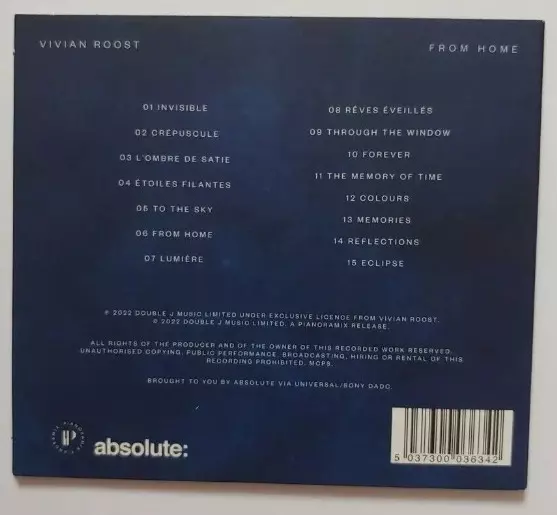 VIVIAN ROOST
FROM HOME
01 INVISIBLE
02 CRÉPUSCULE
03 L'OMBRE DE SATIE
04 ÉTOILES FILANTES
05 TO THE SKY
06 FROM HOME
07 LUMIÈRE
08 RÊVES ÉVEILLÉS
09 THROUGH THE WINDOW
10 FOREVER
11 THE MEMORY OF TIME
12 COLOURS
13 MEMORIES
14 REFLECTIONS
15 ECLIPSE
℗ 2022 DOUBLE J MUSIC LIMITED UNDER EXCLUSIVE LICENCE FROM VIVIAN ROOST.
© 2022 DOUBLE J MUSIC LIMITED. A PIANORAMIX RELEASE.
ALL RIGHTS OF THE PRODUCER AND OF THE OWNER OF THIS RECORDED WORK RESERVED.
UNAUTHORISED COPYING, PUBLIC PERFORMANCE, BROADCASTING, HIRING OR RENTAL OF THIS
RECORDING PROHIBITED. MCPS.
BROUGHT TO YOU BY ABSOLUTE VIA UNIVERSAL/SONY DADC.
absolute:
5 037300 036342